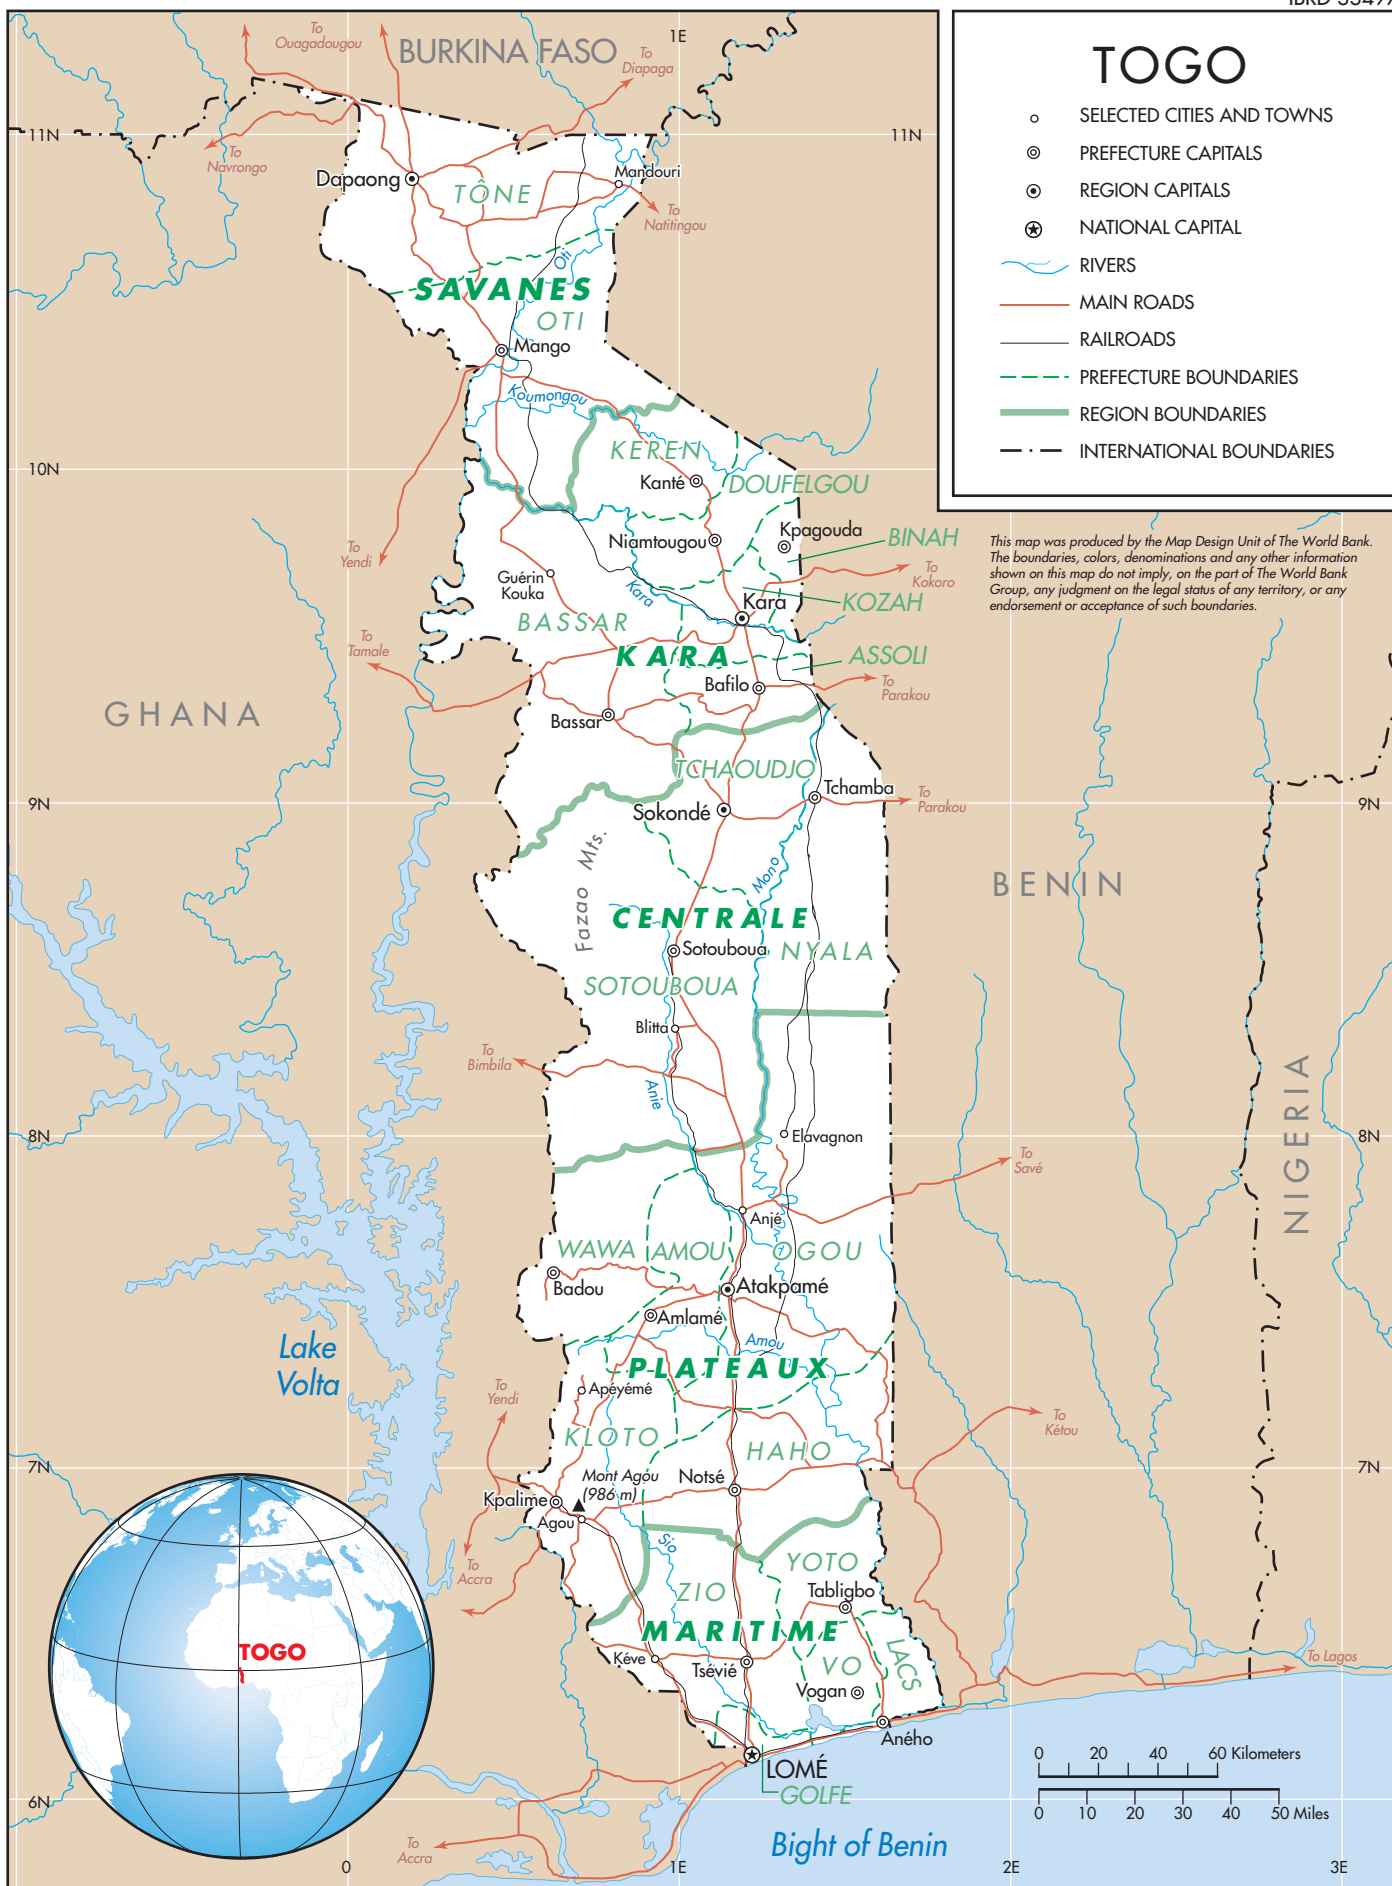 TOGO
SELECTED CITIES AND TOWNS
PREFECTURE CAPITALS
REGION CAPITALS
NATIONAL CAPITAL
RIVERS
MAIN ROADS
RAILROADS
PREFECTURE BOUNDARIES
REGION BOUNDARIES
INTERNATIONAL BOUNDARIES
This map was produced by the Map Design Unit of The World Bank.
The boundaries, colors, denominations and any other information
shown on this map do not imply, on the part of The World Bank
Group, any judgment on the legal status of any territory, or any
endorsement or acceptance of such boundaries.
To
Ouagadougou
BURKINA FASO
1E
To
Diapaga
11N
11N
To
Navrongo
Dapaong
TÔNE
Mandouri
To
Natitingou
Oti
SAVANES
OTI
Mango
Koumongou
KEREN
10N
Kanté
DOUFELGOU
Kpagouda
BINAH
Niamtougou
To
Yendi
To
Kokoro
Guérin
Kouka
Kara
Kara
KOZAH
BASSAR
To
Tamale
KARA
ASSOLI
Bafilo
To
Parakou
GHANA
Bassar
TCHAOUDJO
Tchamba
To
Parakou
9N
9N
Sokondé
Fazao Mts.
Mono
BENIN
CENTRALE
Sotouboua
NYALA
SOTOUBOUA
Blitta
To
Bimbila
Anie
NIGERIA
8N
8N
Elavagnon
To
Savé
Anjé
WAWA
AMOU
OGOU
Badou
Atakpamé
Amlamé
Amou
Lake
Volta
PLATEAUX
To
Yendi
Apéyémé
To
Kétou
KLOTO
HAHO
7N
7N
Mont Agou
(986 m)
Notsé
Kpalime
Agou
Sio
To
Accra
YOTO
ZIO
Tabligbo
MARITIME
TOGO
Kéve
Tsévié
VO
LACS
Vogan
To Lagos
Aného
LOMÉ
GOLFE
0 20 40 60 Kilometers
0 10 20 30 40 50 Miles
6N
Bight of Benin
To
Accra
0
1E
2E
3E